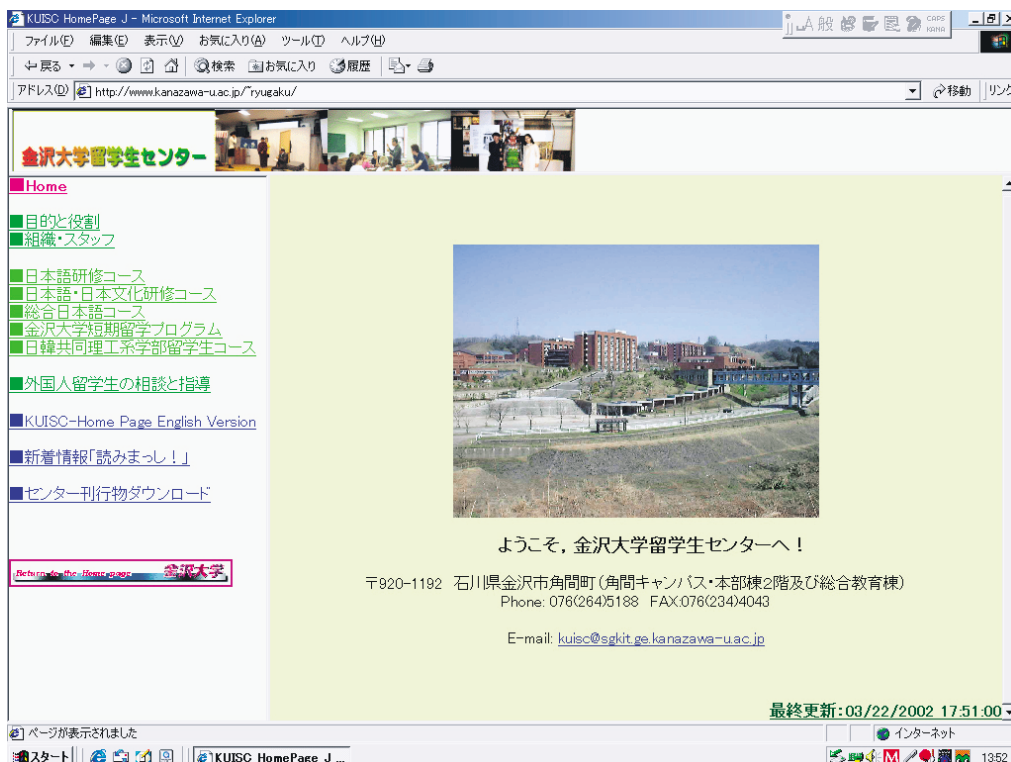 KUISC HomePage J - Microsoft Internet Explorer
般
CAPS
KANA
ファイル(F) 編集(E) 表示(V) お気に入り(A) ツール(T) ヘルプ(H)
戻る 検索 お気に入り 履歴
アドレス(D) http://www.kanazawa-u.ac.jp/~ryugaku/ 移動 リンク
金沢大学留学生センター
■Home
■目的と役割
■組織・スタッフ
■日本語研修コース
■日本語・日本文化研修コース
■総合日本語コース
■金沢大学短期留学プログラム
■日韓共同理工系学部留学生コース
■外国人留学生の相談と指導
■KUISC-Home Page English Version
■新着情報「読みまっし!」
■センター刊行物ダウンロード
Return to the Home page 金沢大学
ようこそ, 金沢大学留学生センターへ!
〒920-1192 石川県金沢市角間町(角間キャンパス・本部棟2階及び総合教育棟)
Phone: 076(264)5188 FAX:076(234)4043
E-mail: kuisc@sgkit.ge.kanazawa-u.ac.jp
最終更新:03/22/2002 17:51:00
ページが表示されました インターネット
スタート KUISC HomePage J ... 13:52